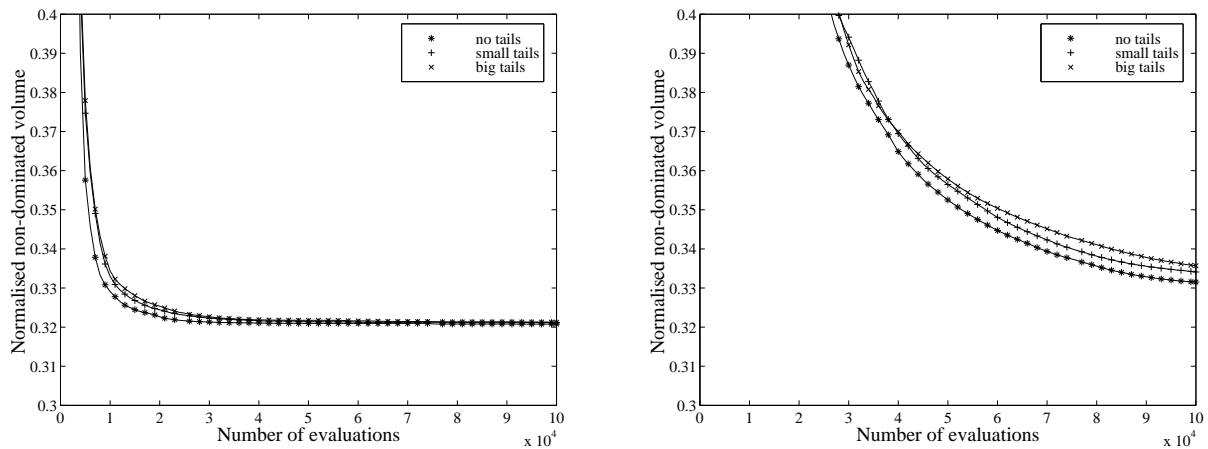 0.4
0.39
0.38
0.37
0.36
0.35
0.34
0.33
0.32
0.31
0.3
Normalised non-dominated volume
no tails
small tails
big tails
0 1 2 3 4 5 6 7 8 9 10
Number of evaluations
x 10^4
0.4
0.39
0.38
0.37
0.36
0.35
0.34
0.33
0.32
0.31
0.3
Normalised non-dominated volume
no tails
small tails
big tails
0 1 2 3 4 5 6 7 8 9 10
Number of evaluations
x 10^4